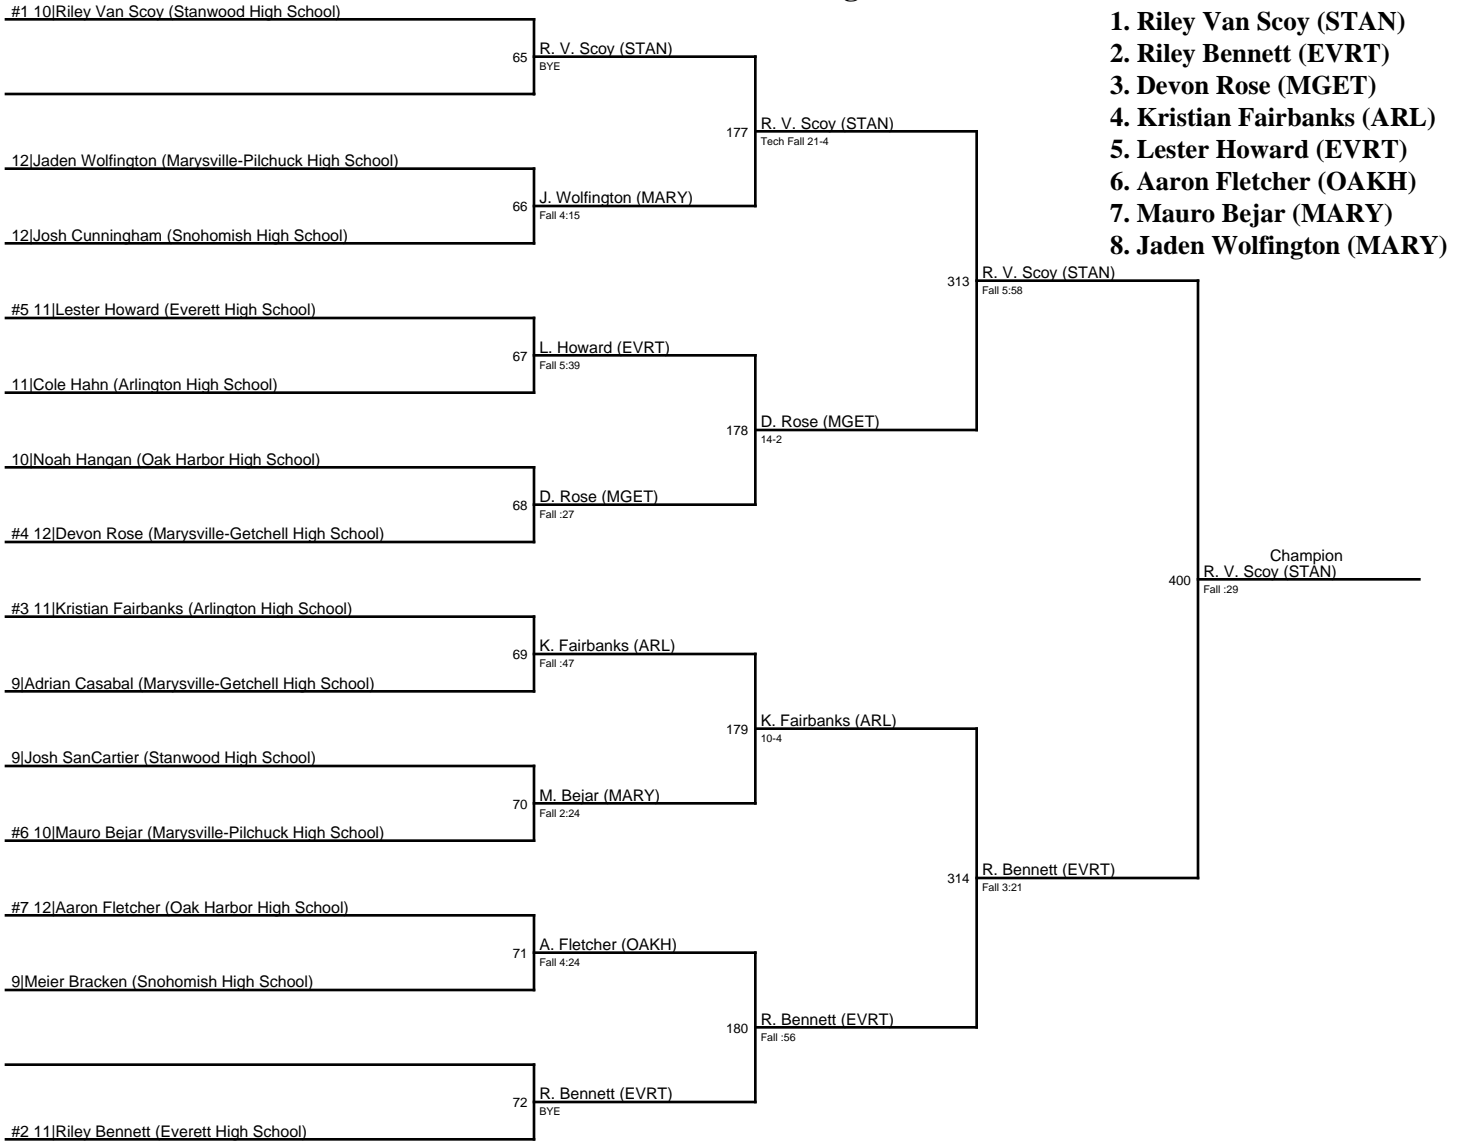 #1 10|Riley Van Scoy (Stanwood High School)
65
R. V. Scoy (STAN)
BYE
12|Jaden Wolfington (Marysville-Pilchuck High School)
66
J. Wolfington (MARY)
Fall 4:15
12|Josh Cunningham (Snohomish High School)
177
R. V. Scoy (STAN)
Tech Fall 21-4
#5 11|Lester Howard (Everett High School)
67
L. Howard (EVRT)
Fall 5:39
11|Cole Hahn (Arlington High School)
178
D. Rose (MGET)
14-2
10|Noah Hangan (Oak Harbor High School)
68
D. Rose (MGET)
Fall :27
#4 12|Devon Rose (Marysville-Getchell High School)
313
R. V. Scoy (STAN)
Fall 5:58
#3 11|Kristian Fairbanks (Arlington High School)
69
K. Fairbanks (ARL)
Fall :47
9|Adrian Casabal (Marysville-Getchell High School)
179
K. Fairbanks (ARL)
10-4
9|Josh SanCartier (Stanwood High School)
70
M. Bejar (MARY)
Fall 2:24
#6 10|Mauro Bejar (Marysville-Pilchuck High School)
314
R. Bennett (EVRT)
Fall 3:21
#7 12|Aaron Fletcher (Oak Harbor High School)
71
A. Fletcher (OAKH)
Fall 4:24
9|Meier Bracken (Snohomish High School)
180
R. Bennett (EVRT)
Fall :56
72
R. Bennett (EVRT)
BYE
#2 11|Riley Bennett (Everett High School)
400
Champion
R. V. Scoy (STAN)
Fall :29
1. Riley Van Scoy (STAN)
2. Riley Bennett (EVRT)
3. Devon Rose (MGET)
4. Kristian Fairbanks (ARL)
5. Lester Howard (EVRT)
6. Aaron Fletcher (OAKH)
7. Mauro Bejar (MARY)
8. Jaden Wolfington (MARY)